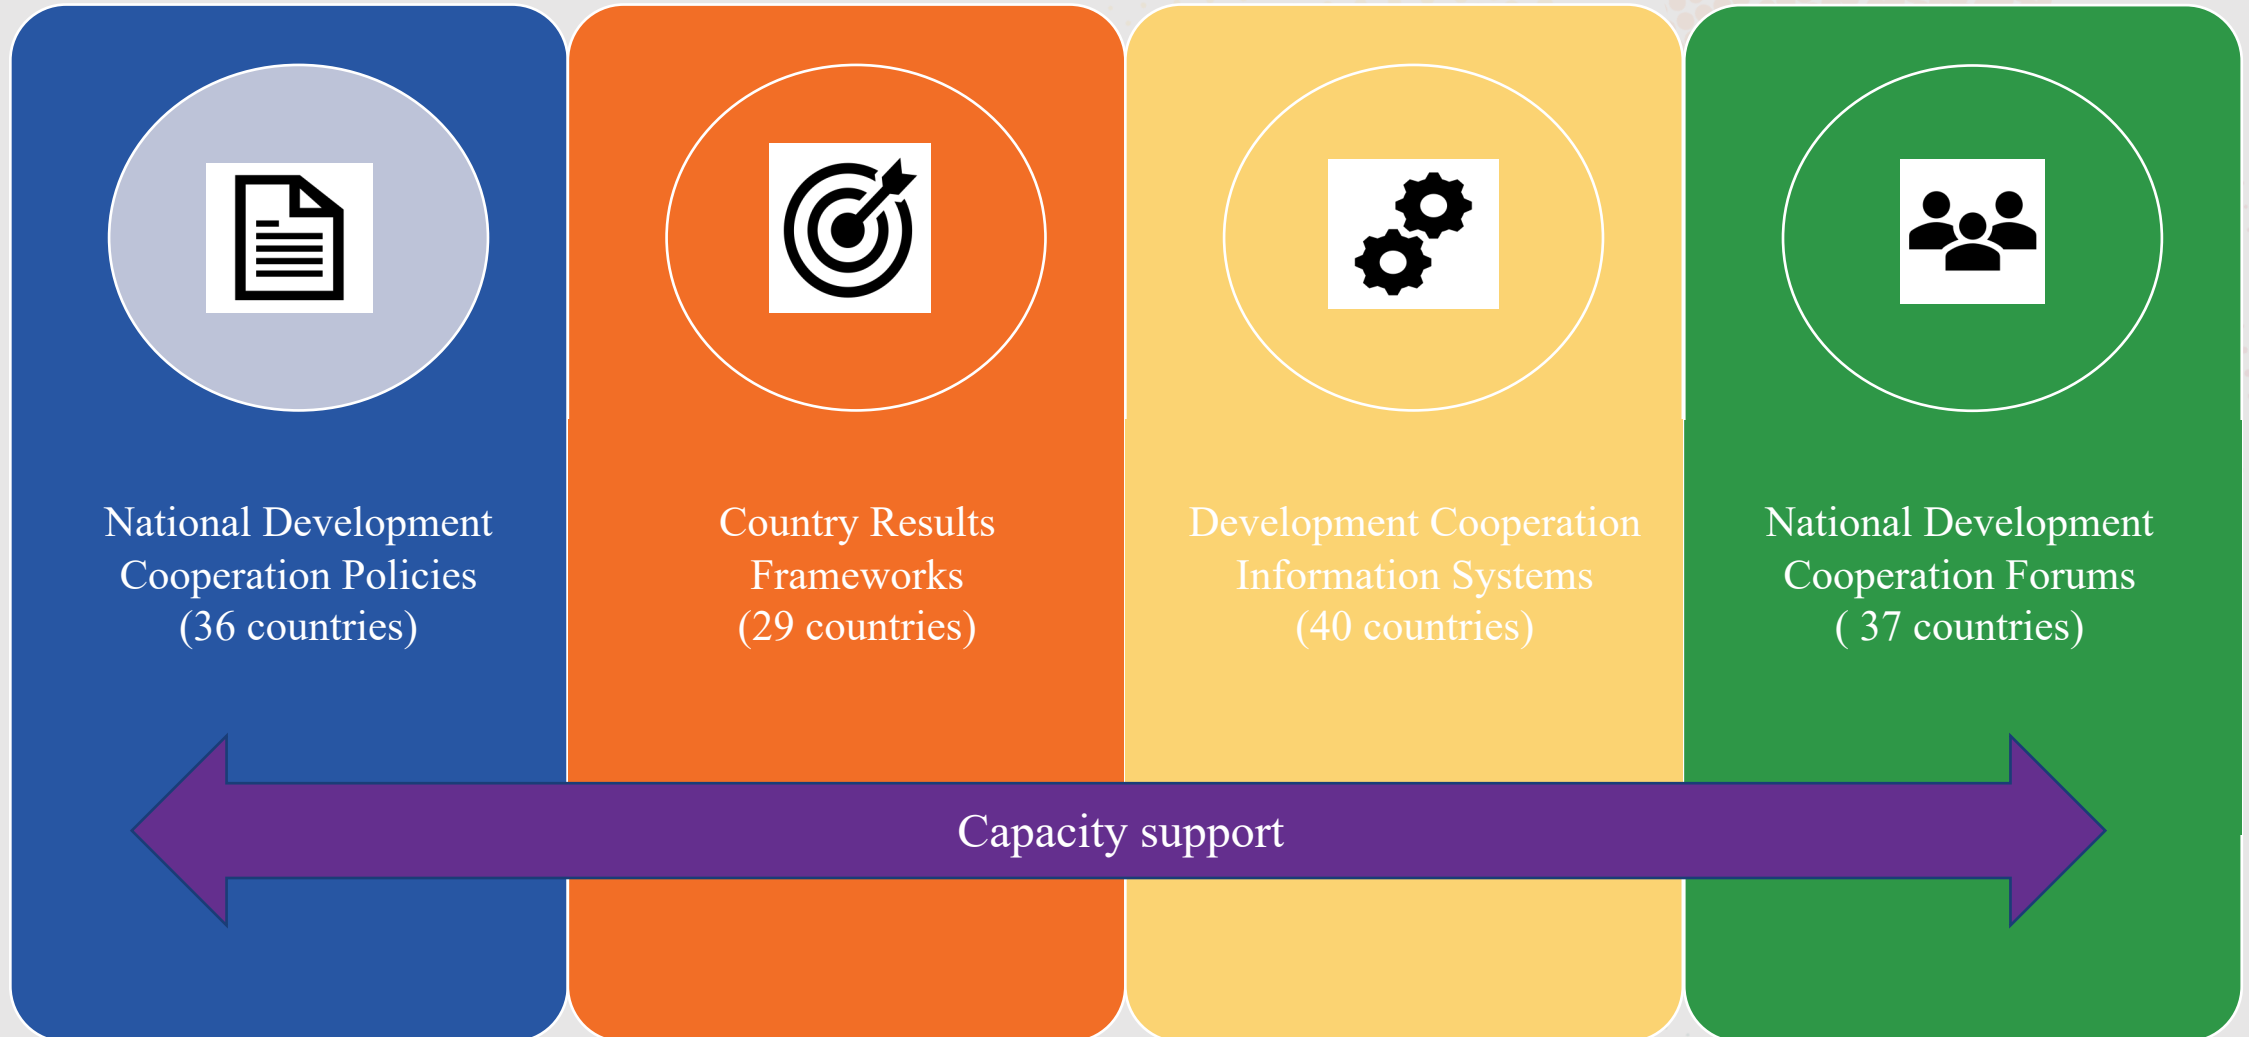 National Development
Cooperation Policies
(36 countries)
Country Results
Frameworks
(29 countries)
Development Cooperation
Information Systems
(40 countries)
National Development
Cooperation Forums
( 37 countries)
Capacity support